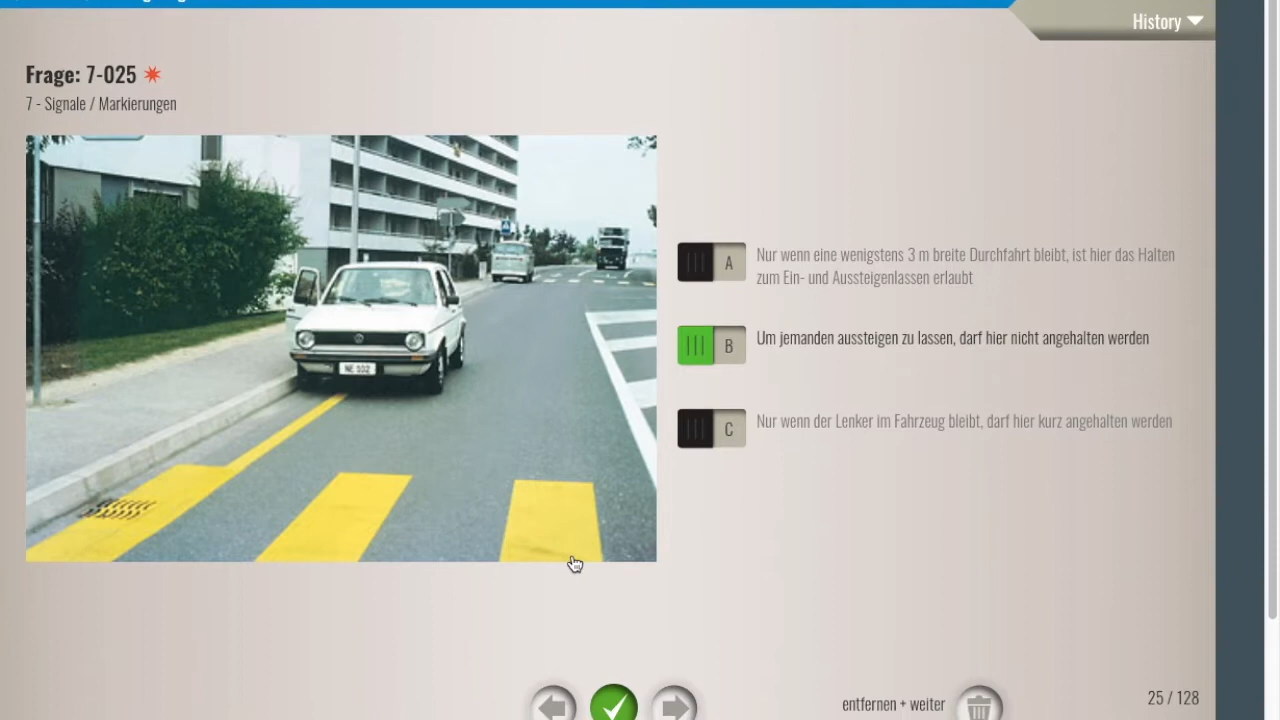 History
Frage: 7-025
7 - Signale / Markierungen
NE 932
A
Nur wenn eine wenigstens 3 m breite Durchfahrt bleibt, ist hier das Halten
zum Ein- und Aussteigenlassen erlaubt
B
Um jemanden aussteigen zu lassen, darf hier nicht angehalten werden
C
Nur wenn der Lenker im Fahrzeug bleibt, darf hier kurz angehalten werden
entfernen + weiter
25 / 128